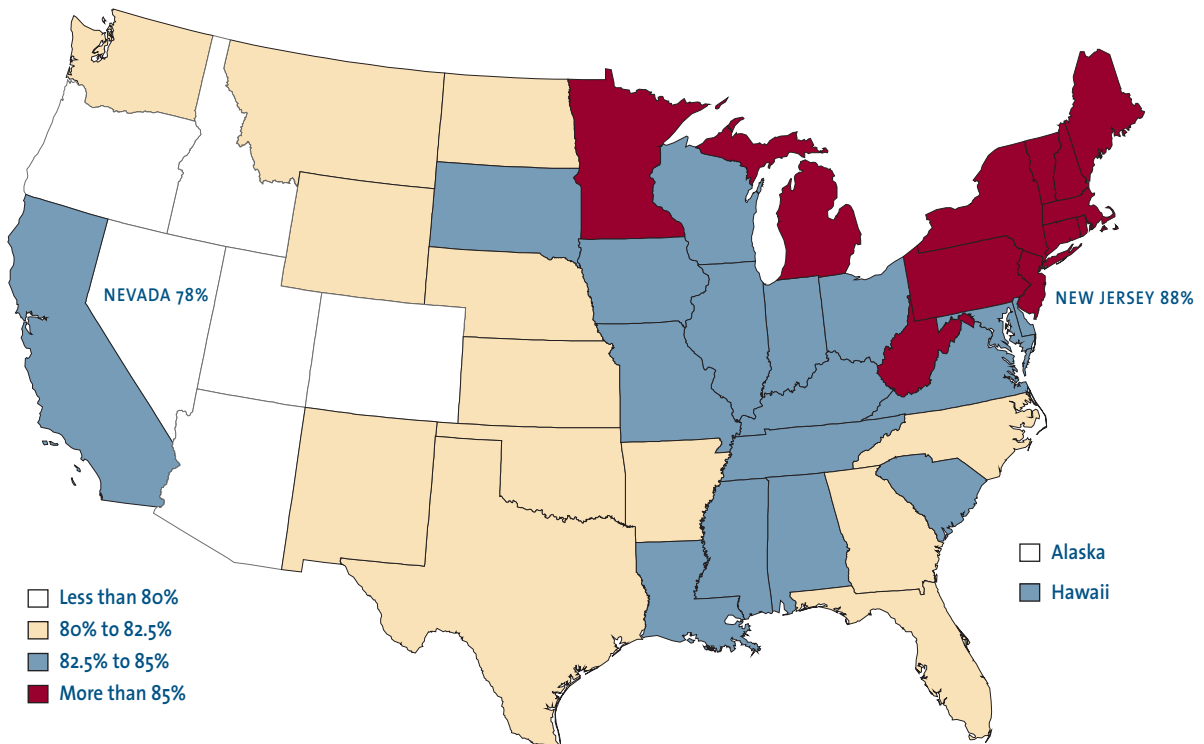 NEVADA 78%
NEW JERSEY 88%
Alaska
Hawaii
Less than 80%
80% to 82.5%
82.5% to 85%
More than 85%